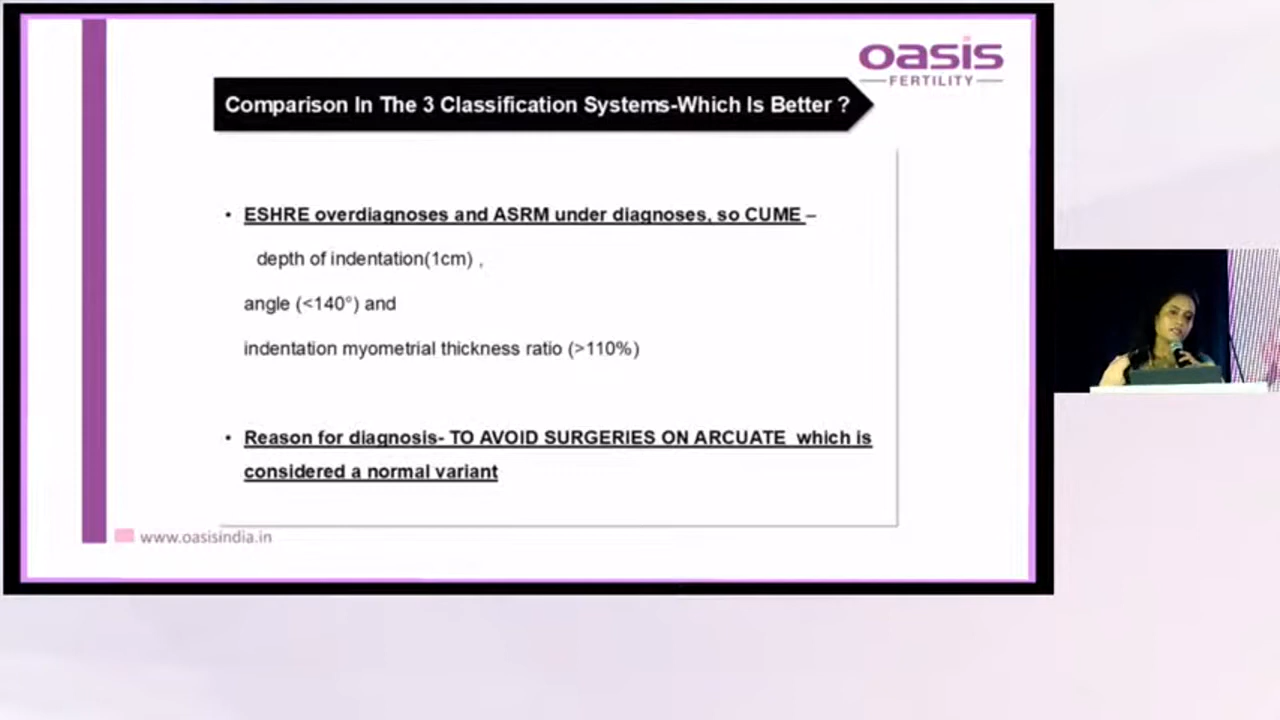 oasis
FERTILITY
Comparison In The 3 Classification Systems-Which Is Better ?
• ESHRE overdiagnoses and ASRM under diagnoses, so CUME –
depth of indentation(1cm) ,
angle (<140°) and
indentation myometrial thickness ratio (>110%)
• Reason for diagnosis- TO AVOID SURGERIES ON ARCUATE which is
considered a normal variant
www.oasisindia.in